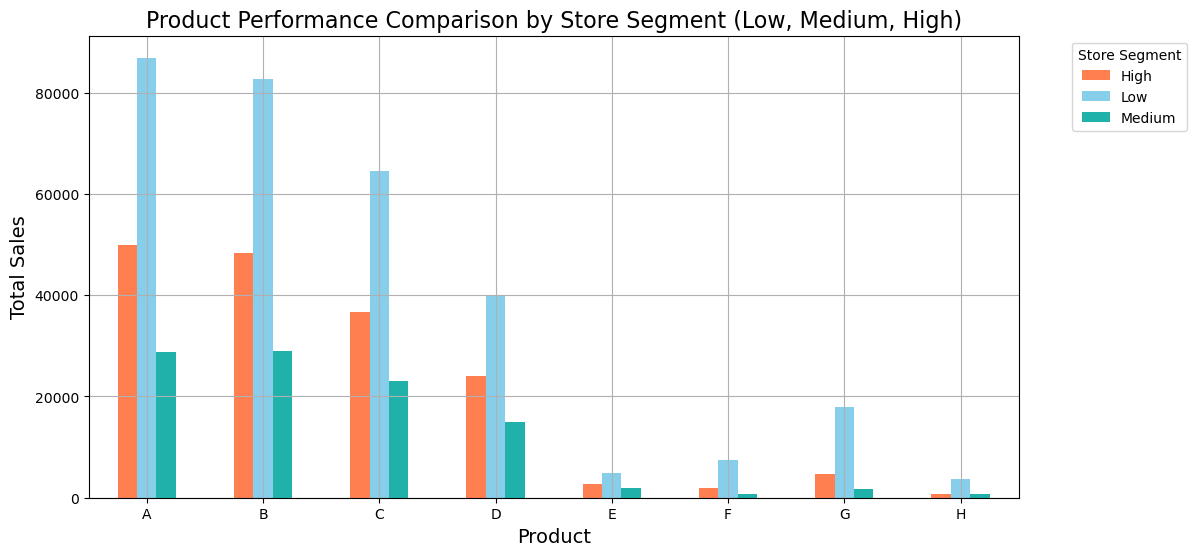 Product Performance Comparison by Store Segment (Low, Medium, High)
Store Segment
High
Low
Medium
Total Sales
80000
60000
40000
20000
0
A B C D E F G H
Product